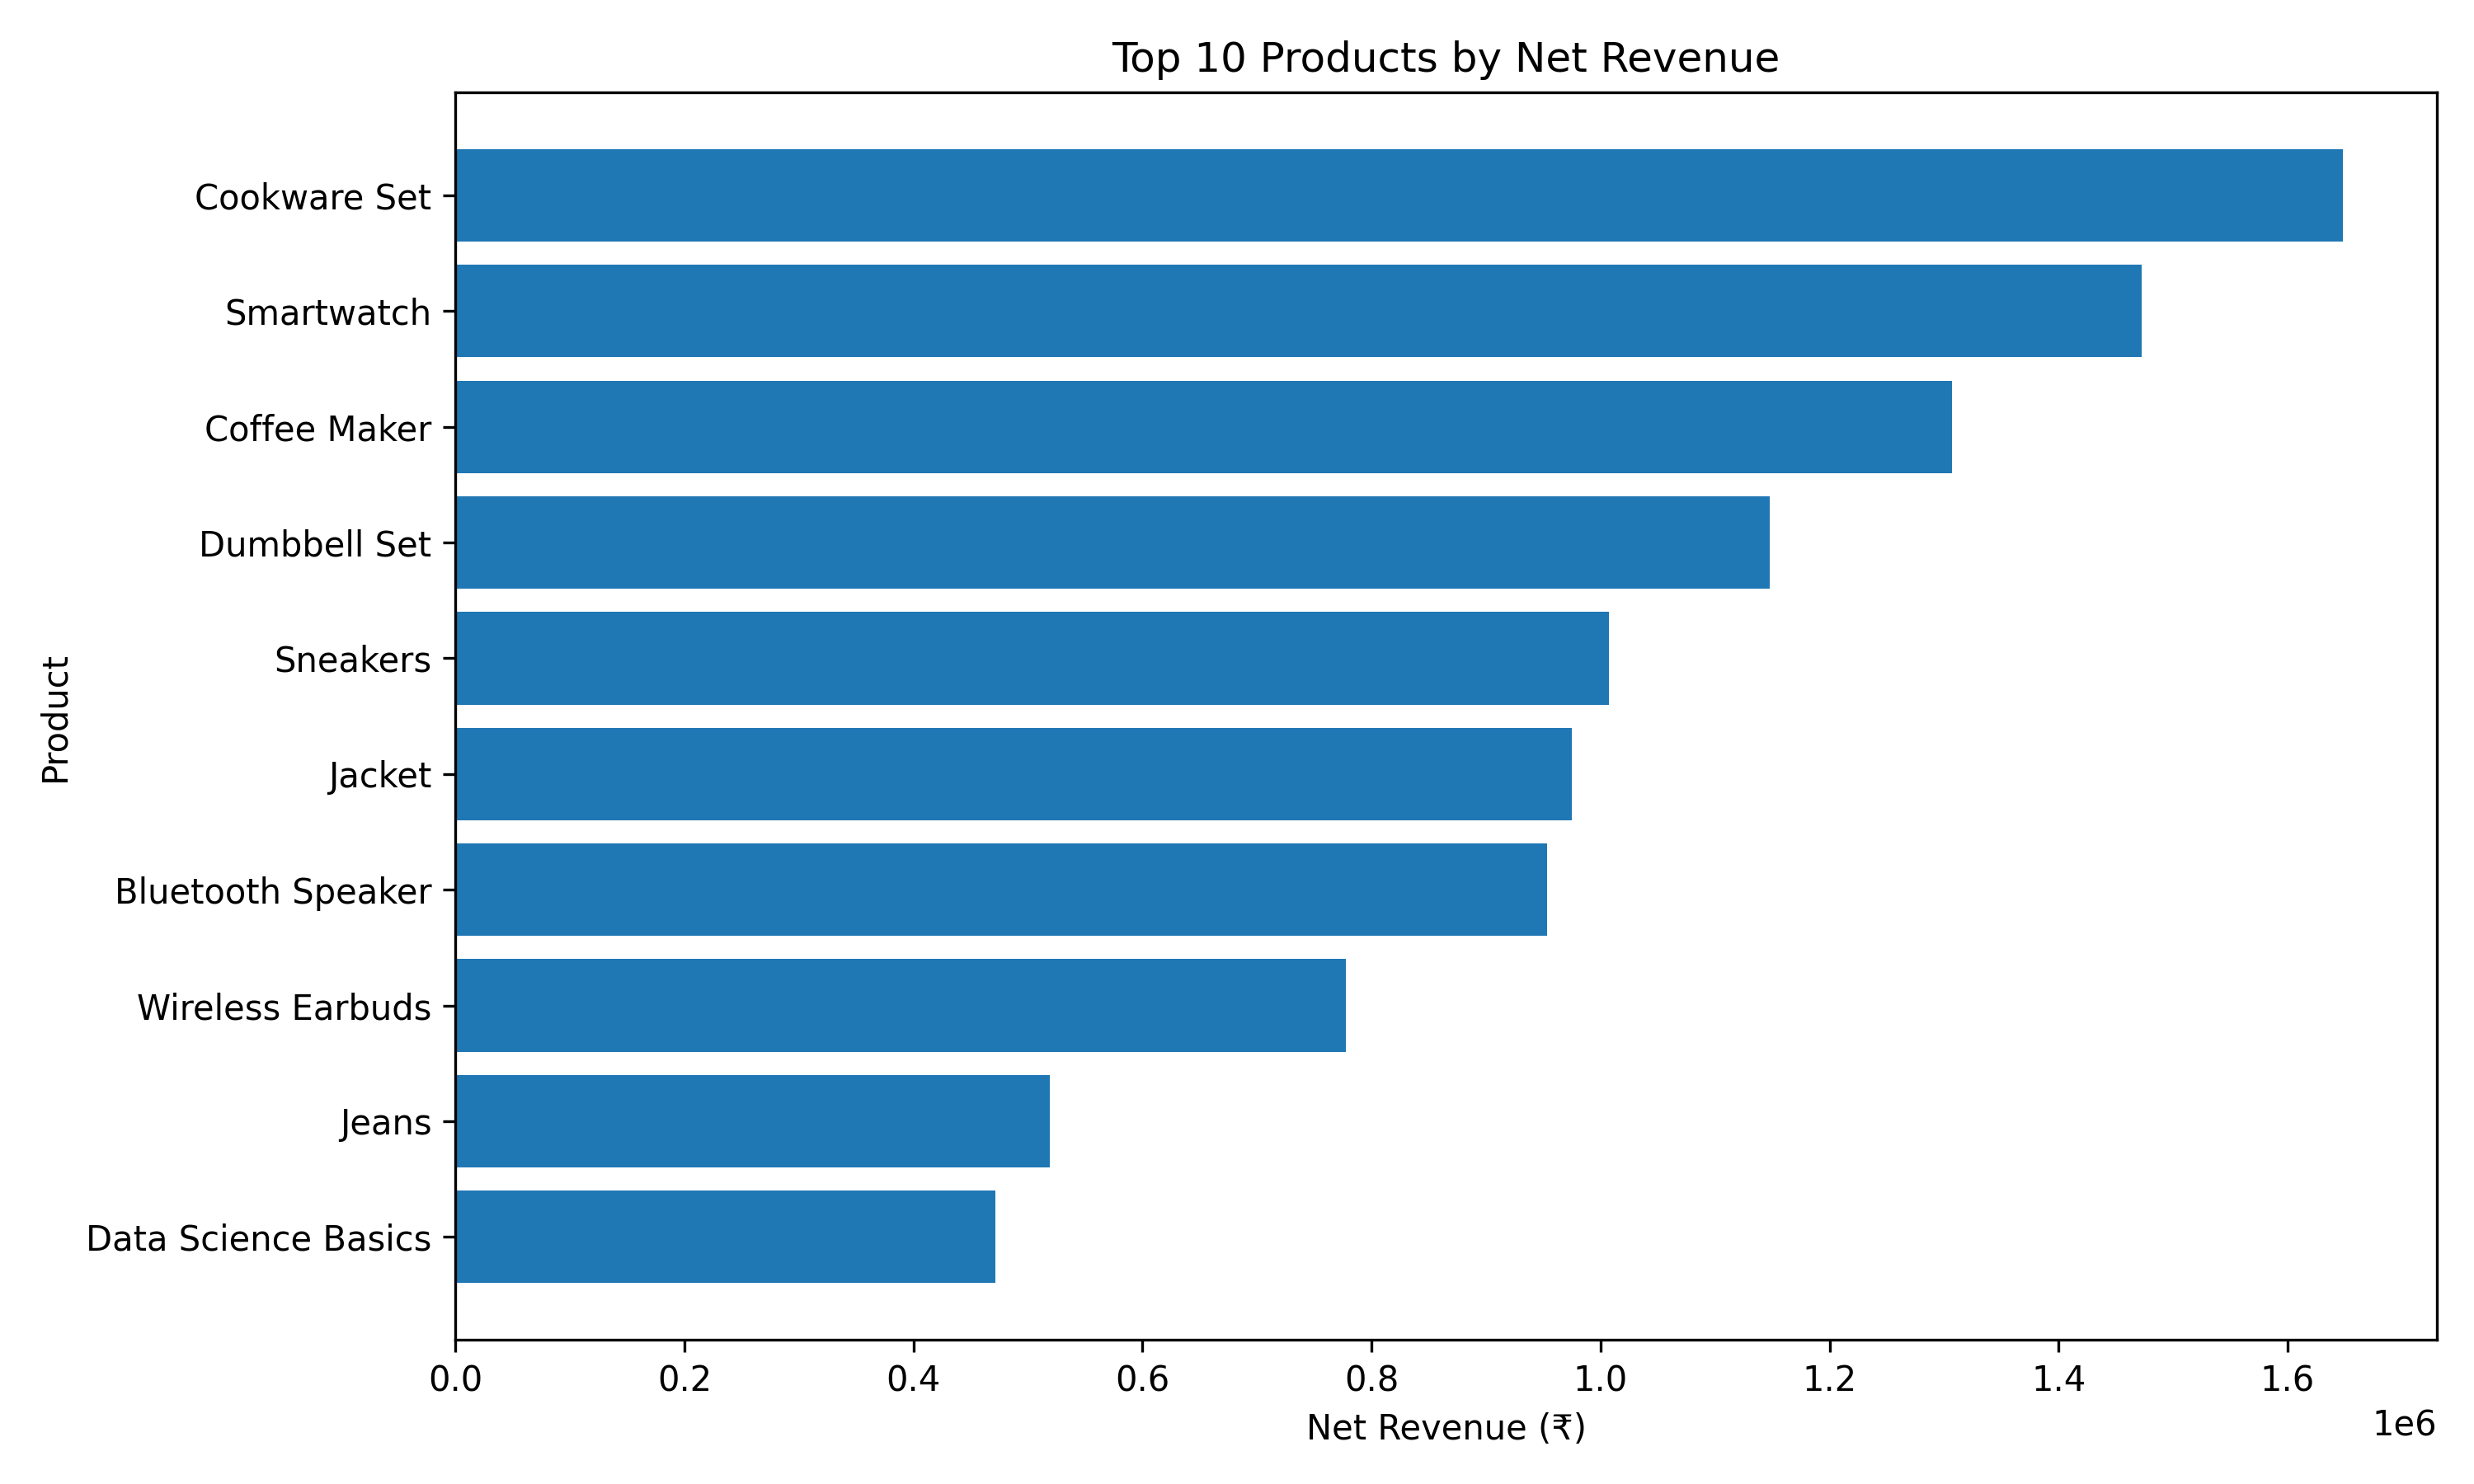 Top 10 Products by Net Revenue
Product
Cookware Set
Smartwatch
Coffee Maker
Dumbbell Set
Sneakers
Jacket
Bluetooth Speaker
Wireless Earbuds
Jeans
Data Science Basics
0.0 0.2 0.4 0.6 0.8 1.0 1.2 1.4 1.6
1e6
Net Revenue (₹)